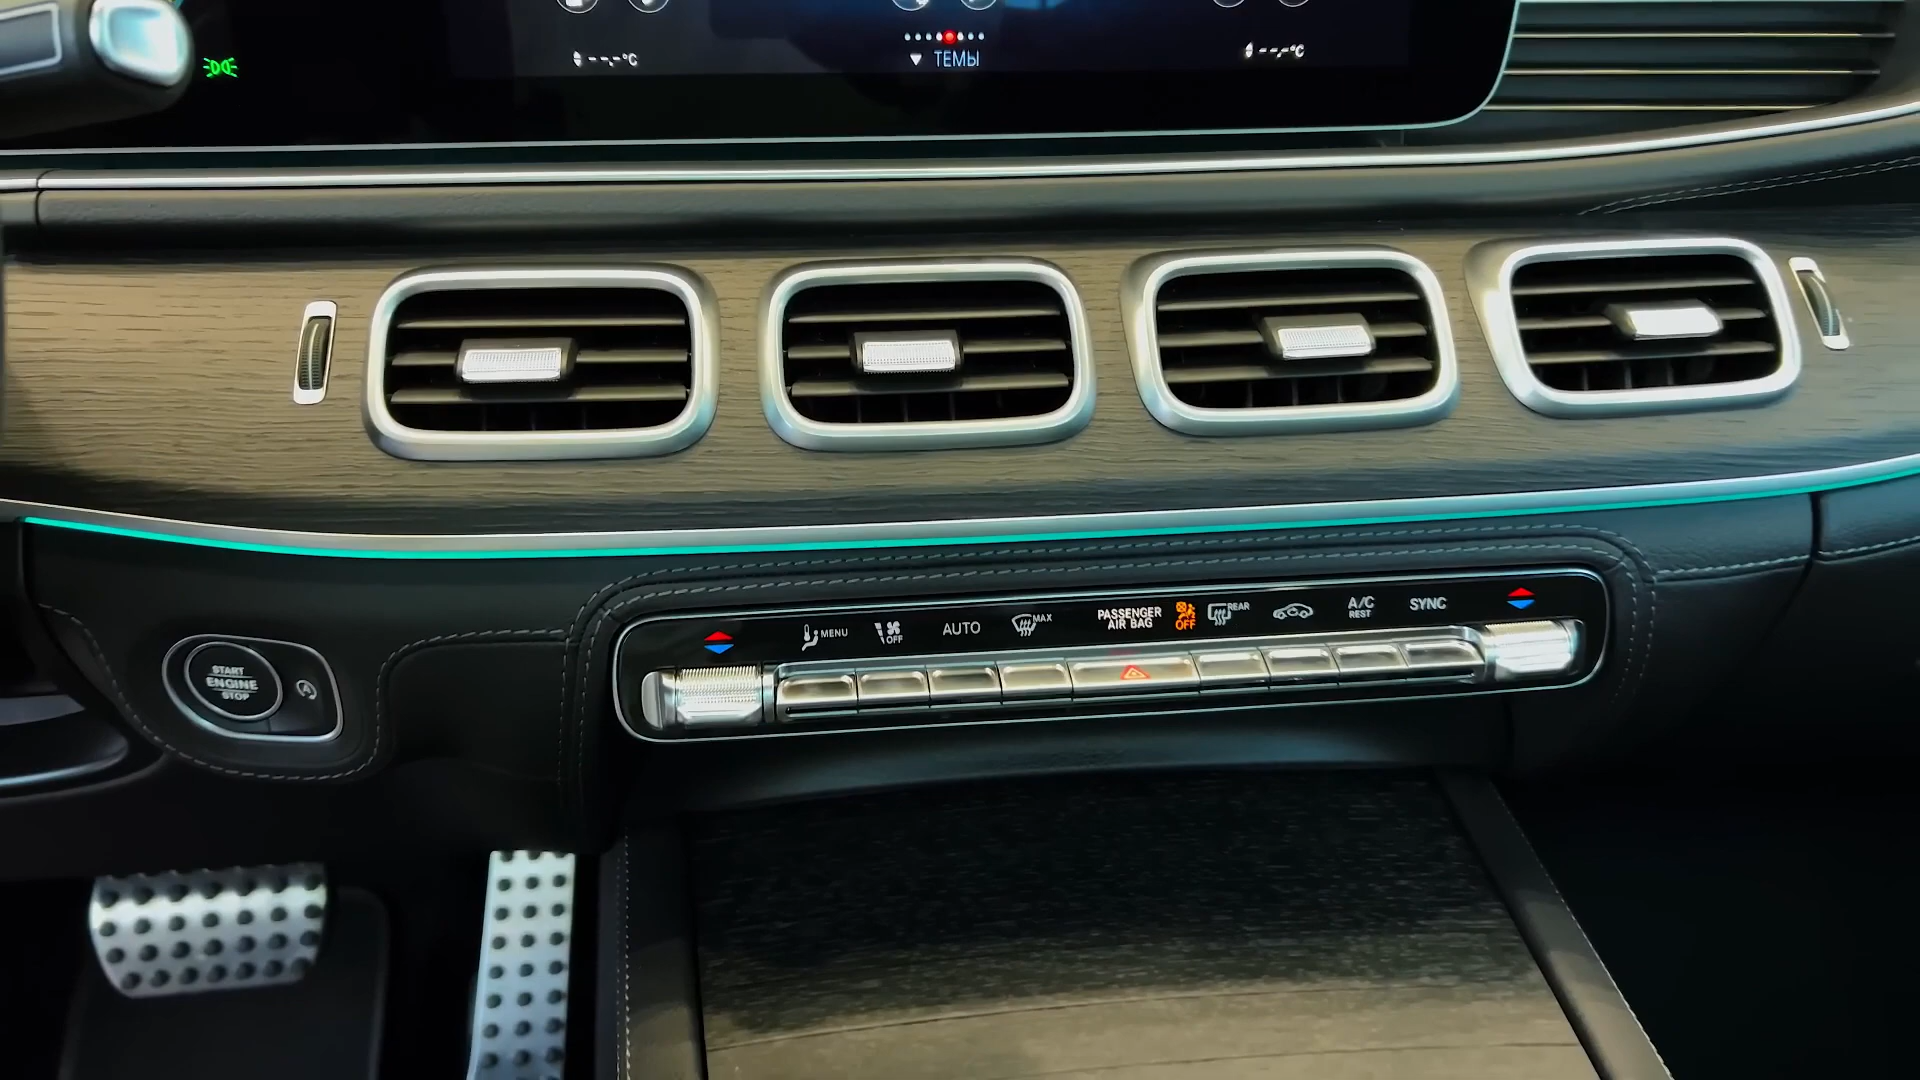 --,-°C
ТЕМЫ
--,-°C
MENU
OFF
AUTO
MAX
PASSENGER
AIR BAG
OFF
REAR
A/C
REST
SYNC
START
ENGINE
STOP
A